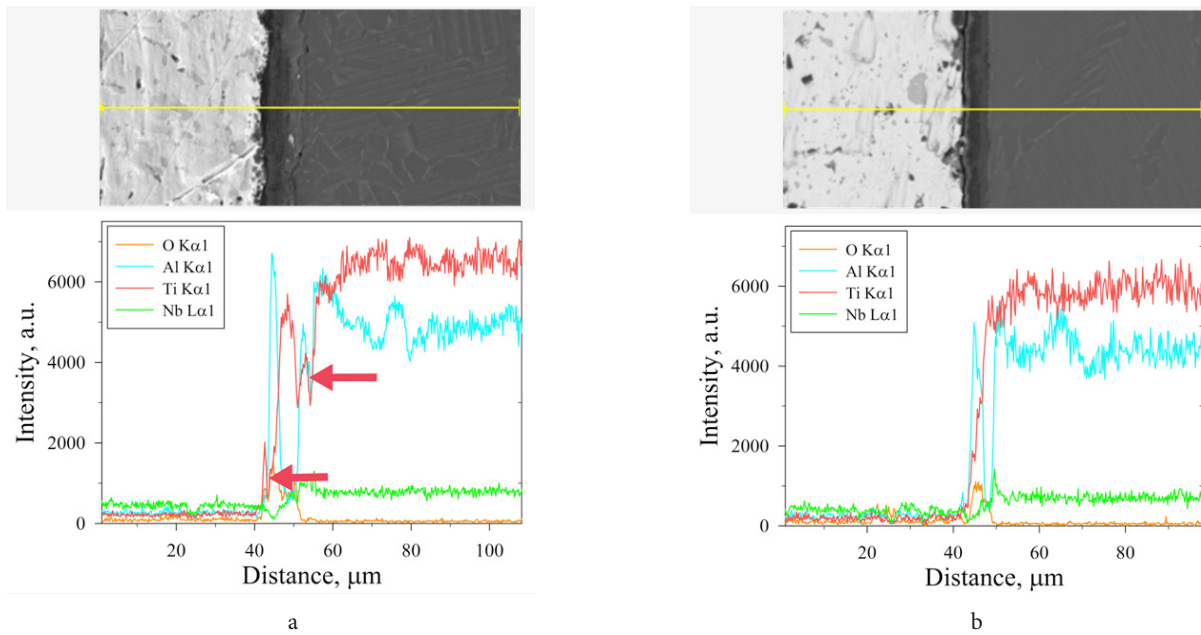 O Kα1
Al Kα1
Ti Kα1
Nb Lα1
Intensity, a.u.
6000
4000
2000
0
20
40
60
80
100
Distance, μm
a
O Kα1
Al Kα1
Ti Kα1
Nb Lα1
Intensity, a.u.
6000
4000
2000
0
20
40
60
80
Distance, μm
b